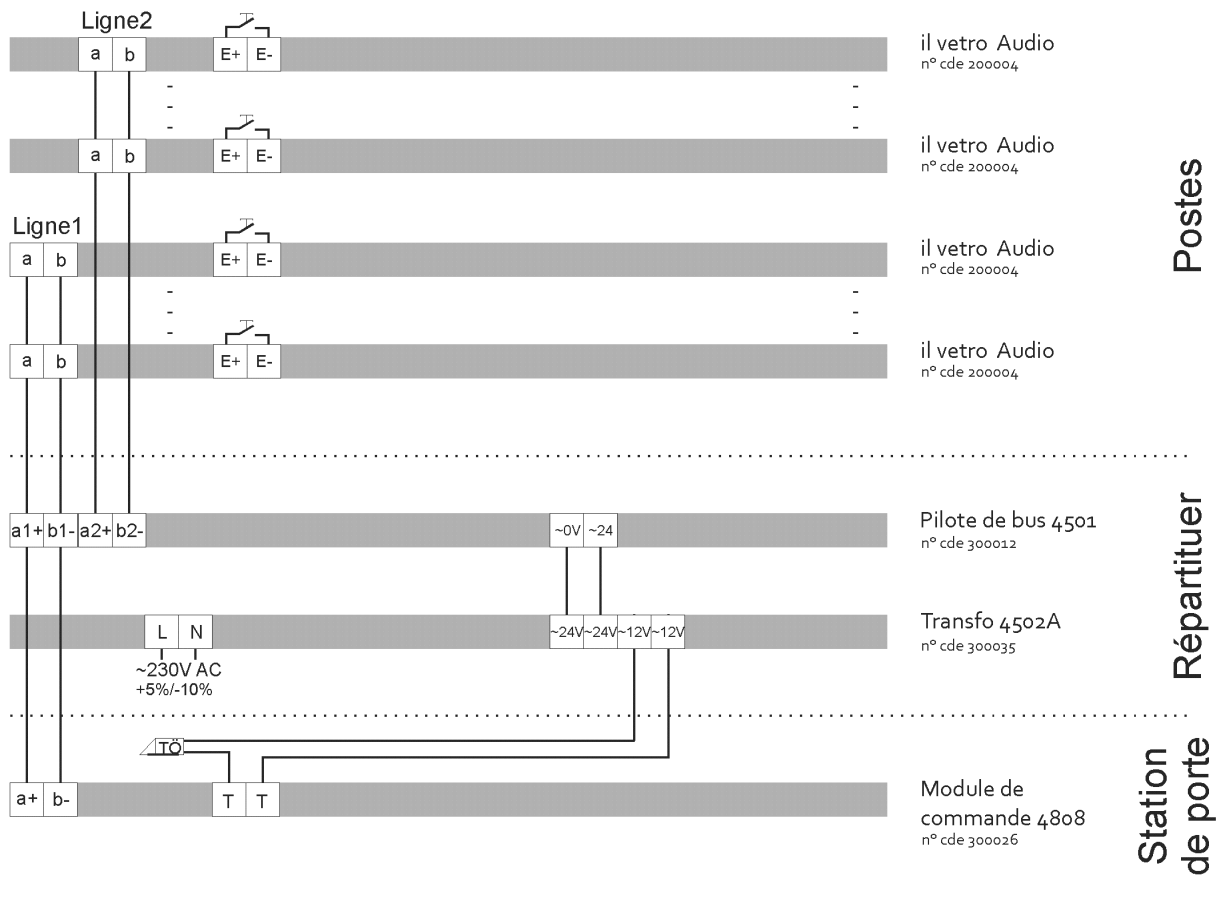 Ligne2
a b E+ E- il vetro Audio
n° cde 200004
a b E+ E- il vetro Audio
n° cde 200004
Postes
Ligne1
a b E+ E- il vetro Audio
n° cde 200004
a b E+ E- il vetro Audio
n° cde 200004
a1+ b1- a2+ b2- ~0V ~24 Pilote de bus 4501
n° cde 300012
Répartituer
L N ~24V ~24V ~12V ~12V Transfo 4502A
n° cde 300035
~230V AC
+5%/-10%
TÖ
a+ b- T T Module de
commande 4808
n° cde 300026
Station
de porte